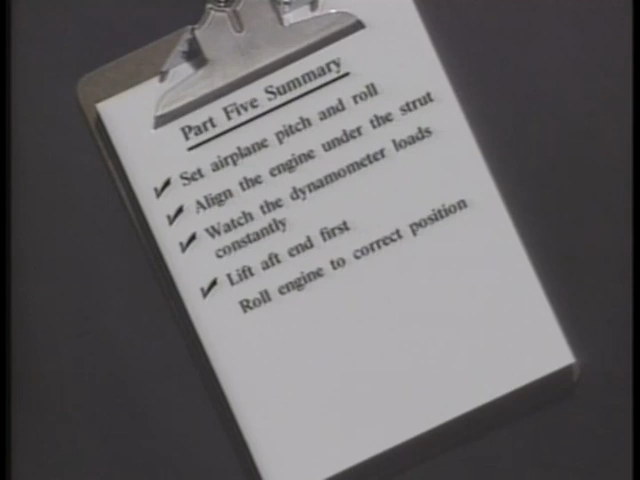 Part Five Summary
✓ Set airplane pitch and roll
✓ Align the engine under the strut
✓ Watch the dynamometer loads
constantly
✓ Lift aft end first
Roll engine to correct position